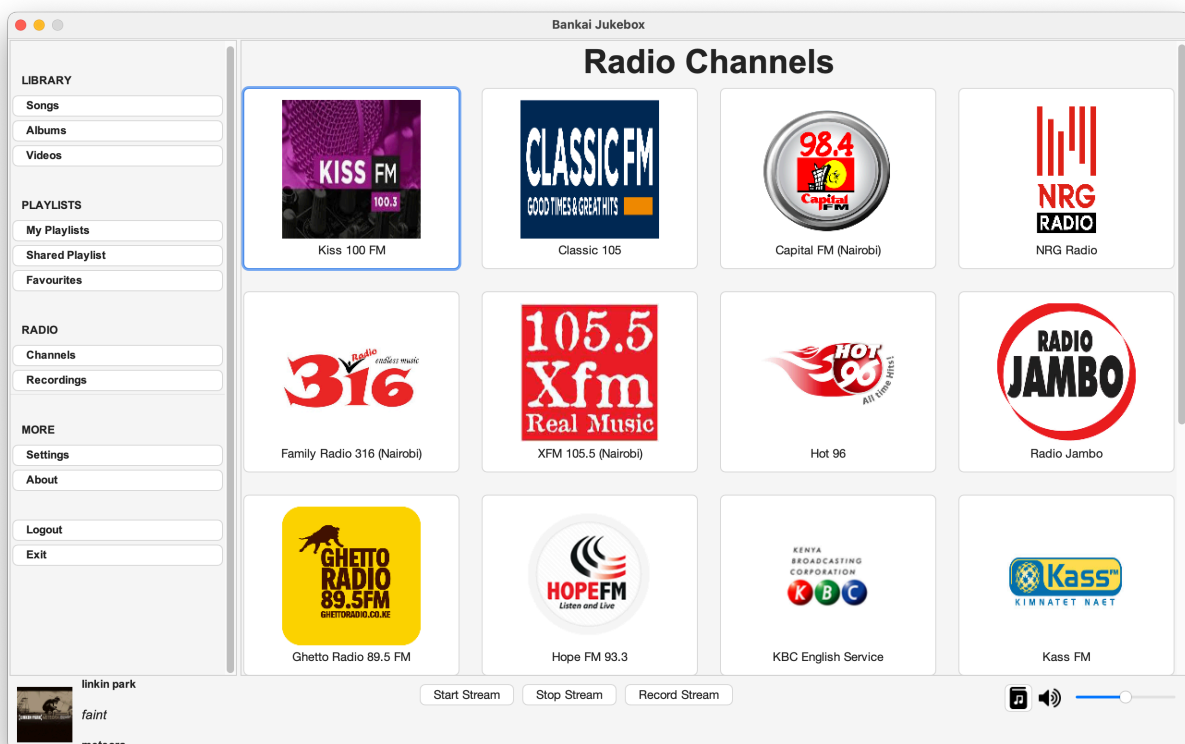 Bankai Jukebox
LIBRARY
Songs
Albums
Videos
PLAYLISTS
My Playlists
Shared Playlist
Favourites
RADIO
Channels
Recordings
MORE
Settings
About
Logout
Exit
Radio Channels
KISS FM
100.3
Kiss 100 FM
CLASSIC FM
GOOD TIMES & GREAT HITS
Classic 105
98.4
Capital
FM
Capital FM (Nairobi)
NRG
RADIO
NRG Radio
Radio
endless music
316
Family Radio 316 (Nairobi)
105.5
Xfm
Real Music
XFM 105.5 (Nairobi)
HOT
96
All time Hits!
Hot 96
RADIO
JAMBO
Radio Jambo
GHETTO
RADIO
89.5FM
GHETTORADIO.CO.KE
Ghetto Radio 89.5 FM
HOPEFM
Listen and Live
Hope FM 93.3
KENYA
BROADCASTING
CORPORATION
KBC
KBC English Service
Kass FM
KIMNATET NAET
Kass FM
linkin park
faint
Start Stream
Stop Stream
Record Stream